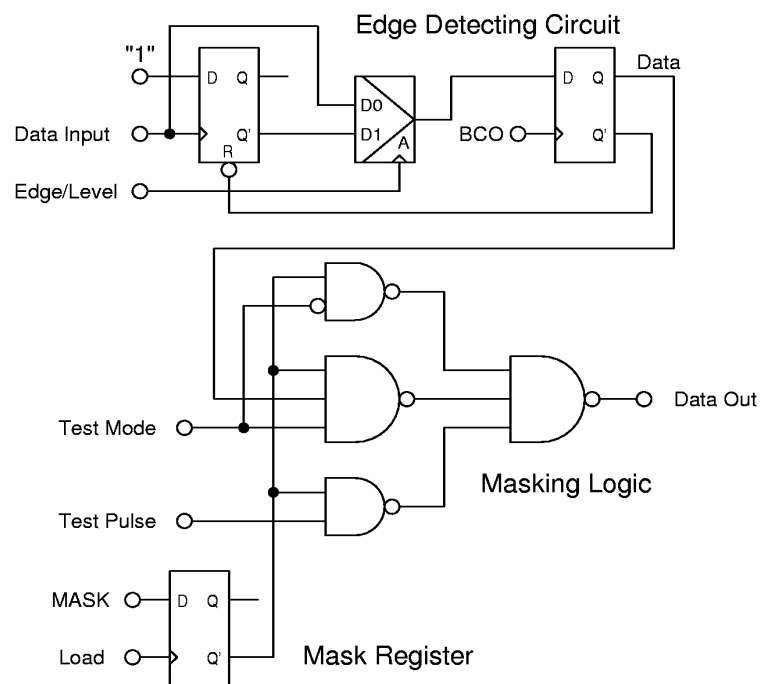 Edge Detecting Circuit
"1"
D Q
Data Input
Q'
R
D0
D1
A
D Q
Data
BCO
Q'
Edge/Level
Test Mode
Data Out
Masking Logic
Test Pulse
MASK
D Q
Load
Q'
Mask Register